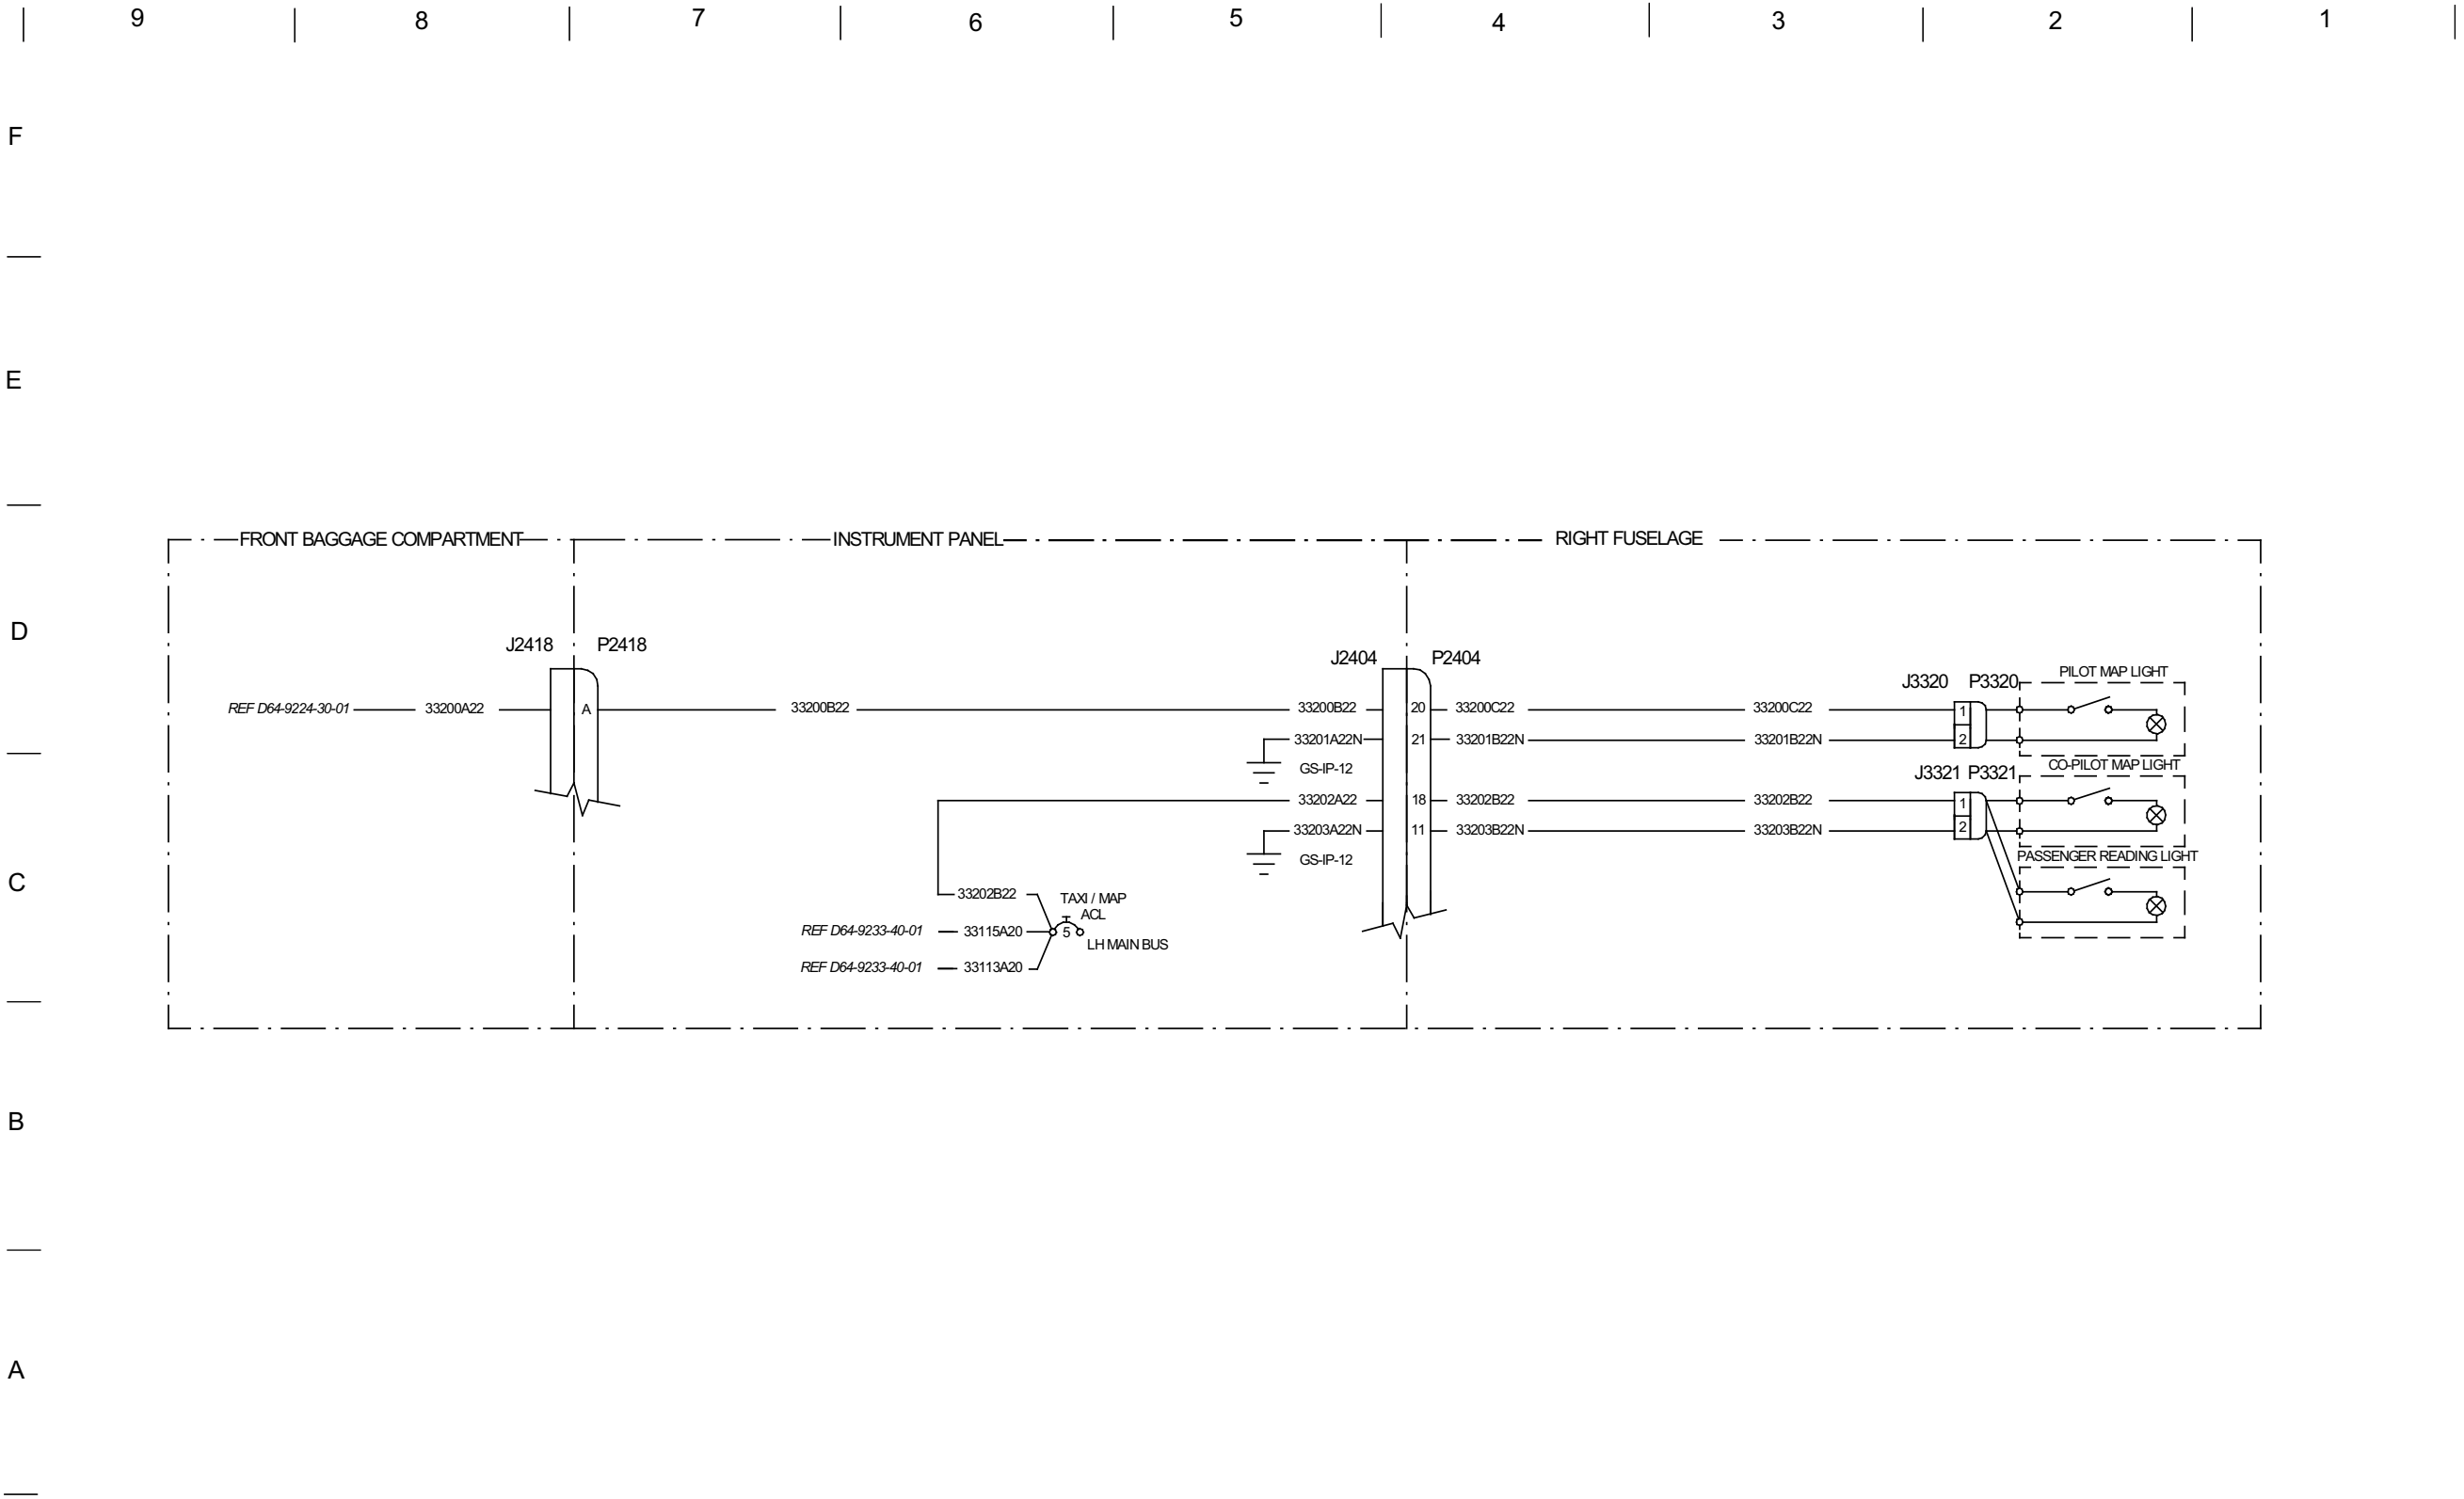 9 8 7 6 5 4 3 2 1
F
E
FRONT BAGGAGE COMPARTMENT INSTRUMENT PANEL RIGHT FUSELAGE
D
J2418 P2418
J2404 P2404
PILOT MAP LIGHT
J3320 P3320
REF D64-9224-30-01 33200A22 A 33200B22 33200B22 20 33200C22 33200C22 1
33201A22N 21 33201B22N 33201B22N 2
GS-IP-12
CO-PILOT MAP LIGHT
J3321 P3321
33202A22 18 33202B22 33202B22 1
33203A22N 11 33203B22N 33203B22N 2
GS-IP-12
PASSENGER READING LIGHT
C
33202B22
TAXI / MAP
ACL
REF D64-9233-40-01 33115A20 5
LH MAIN BUS
REF D64-9233-40-01 33113A20
B
A